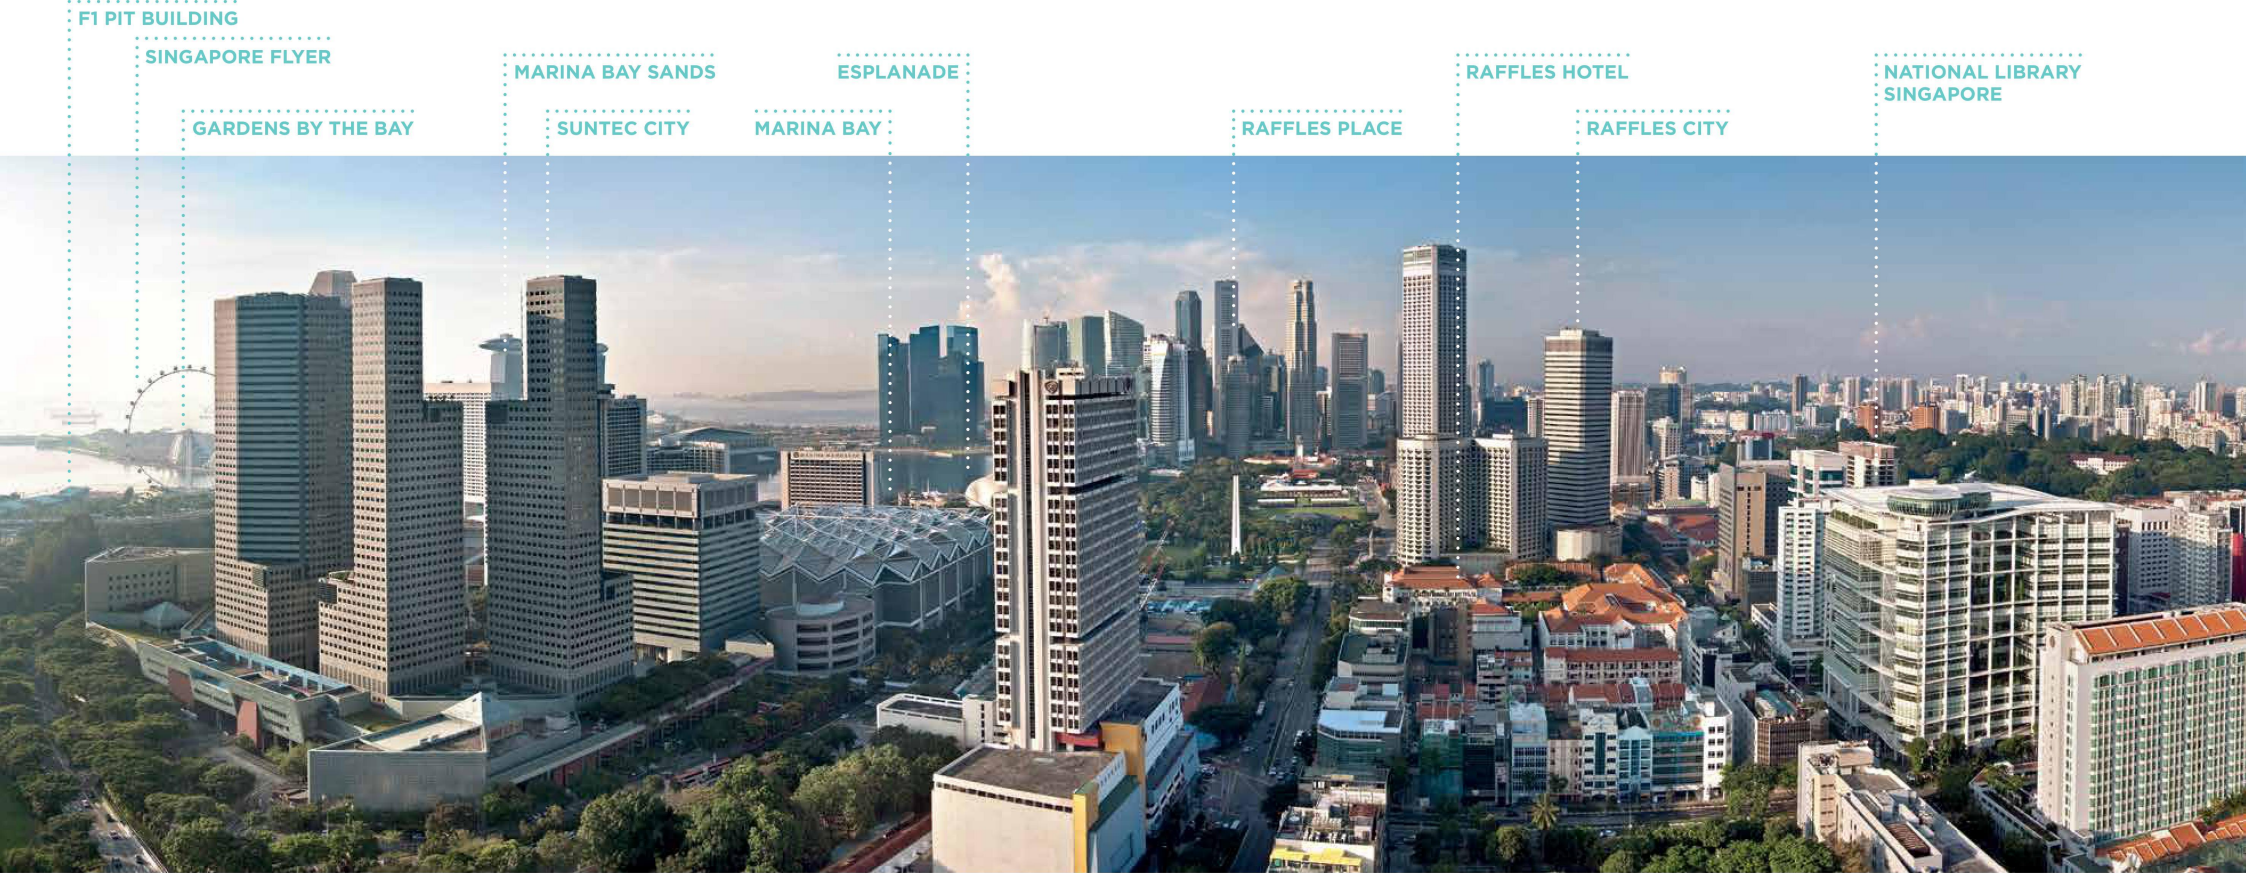 F1 PIT BUILDING
SINGAPORE FLYER
MARINA BAY SANDS
ESPLANADE
RAFFLES HOTEL
NATIONAL LIBRARY
SINGAPORE
GARDENS BY THE BAY
SUNTEC CITY
MARINA BAY
RAFFLES PLACE
RAFFLES CITY